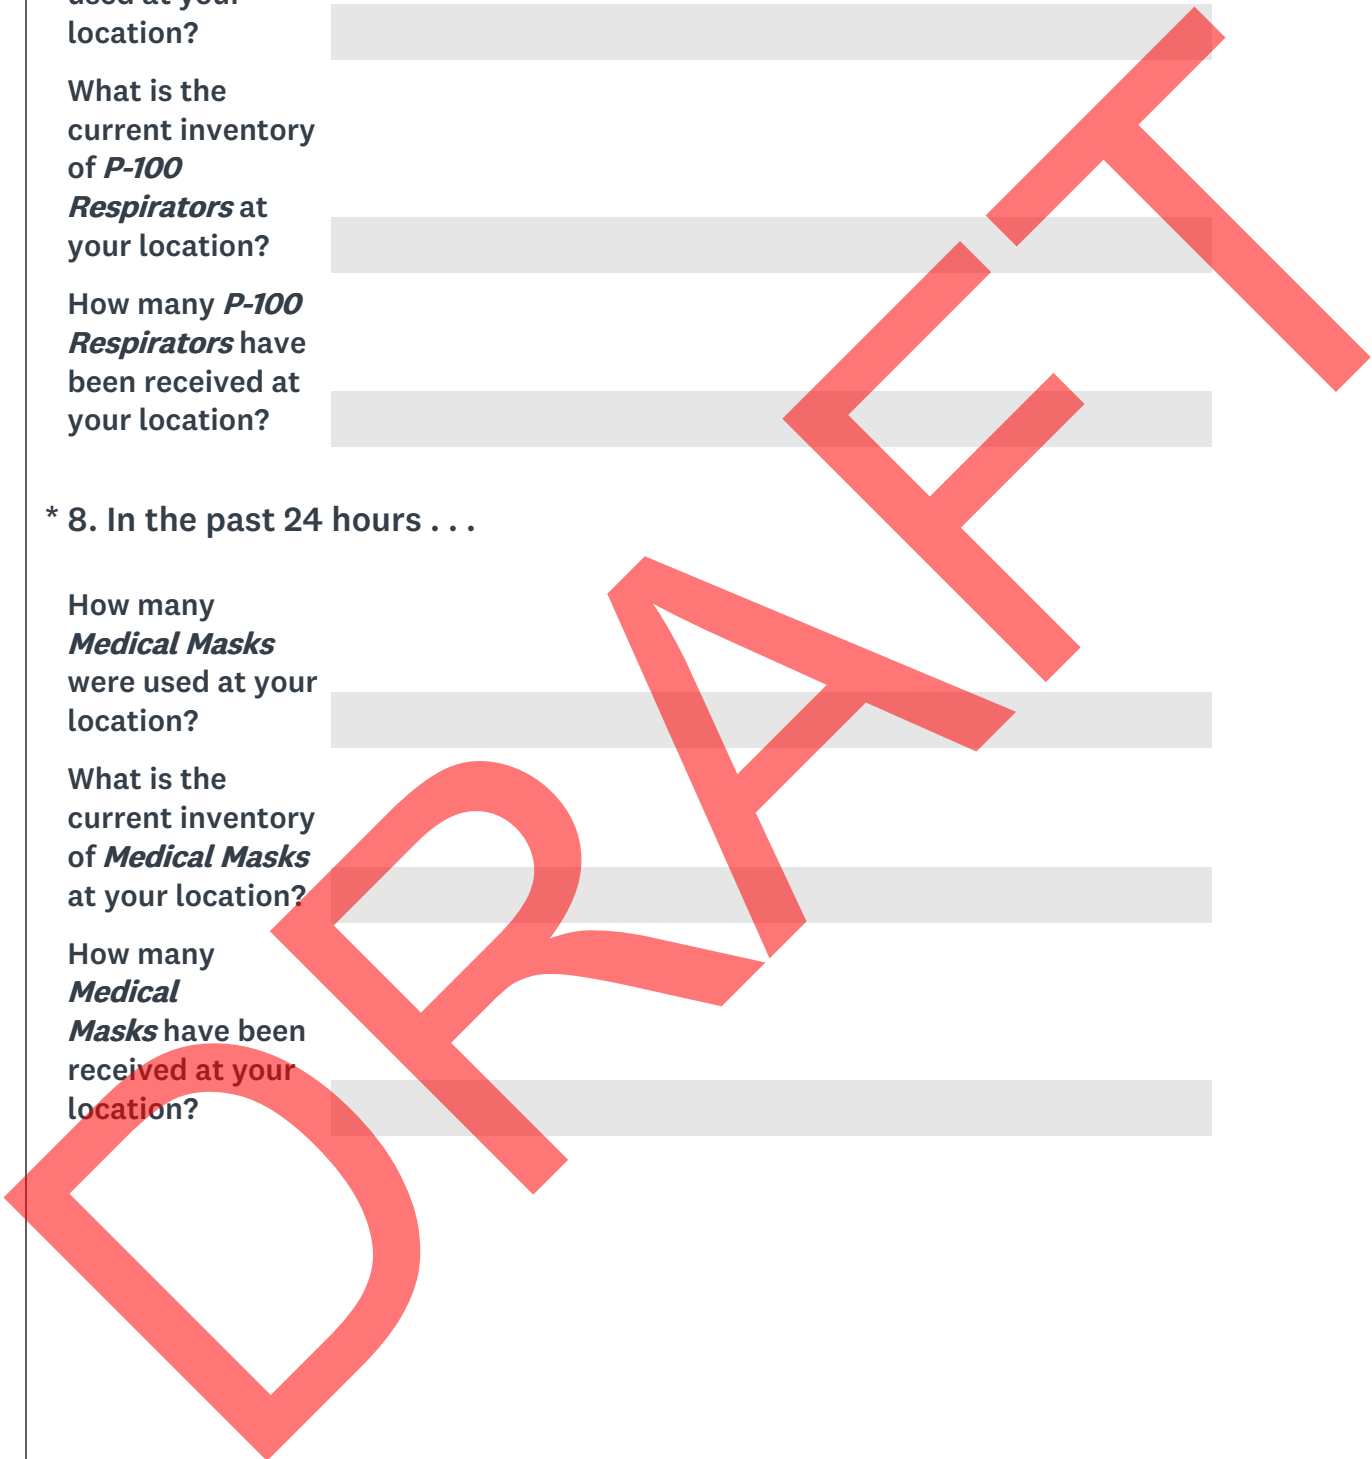 used at your
location?
What is the
current inventory
of P-100
Respirators at
your location?
How many P-100
Respirators have
been received at
your location?
* 8. In the past 24 hours . . .
How many
Medical Masks
were used at your
location?
What is the
current inventory
of Medical Masks
at your location?
How many
Medical
Masks have been
received at your
location?
DRAFT